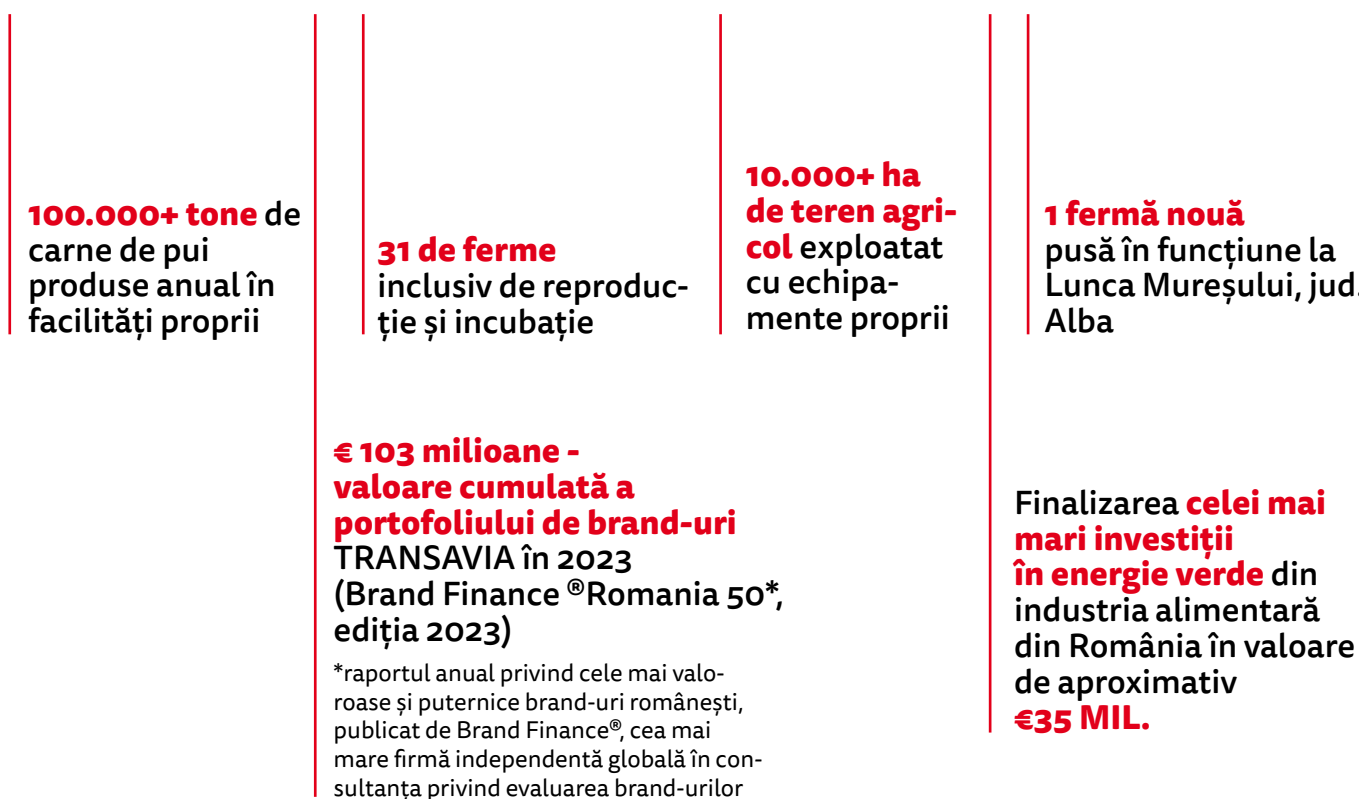 100.000+ tone de
carne de pui
produse anual în
facilități proprii
31 de ferme
inclusiv de reproduc-
ție și incubație
10.000+ ha
de teren agri-
col exploatat
cu echipa-
mente proprii
1 fermă nouă
pusă în funcțiune la
Lunca Mureșului, jud.
Alba
€ 103 milioane -
valoare cumulată a
portofoliului de brand-uri
TRANSAVIA în 2023
(Brand Finance ®Romania 50*,
ediția 2023)
*raportul anual privind cele mai valo-
roase și puternice brand-uri românești,
publicat de Brand Finance®, cea mai
mare firmă independentă globală în con-
sultanța privind evaluarea brand-urilor
Finalizarea celei mai
mari investiții
în energie verde din
industria alimentară
din România în valoare
de aproximativ
€35 MIL.